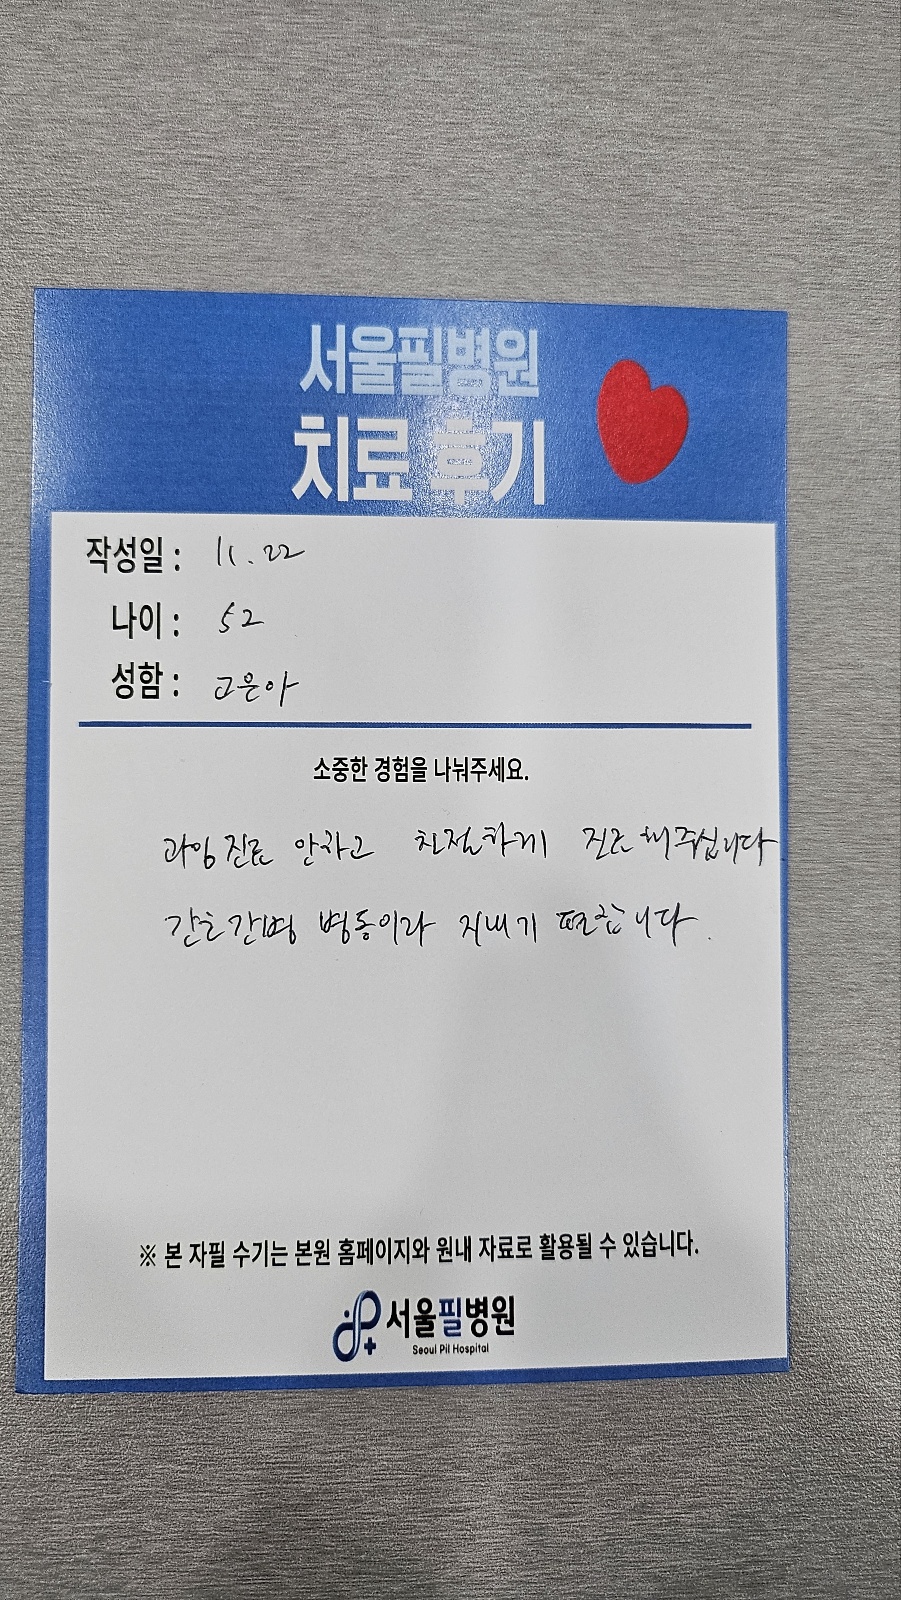 서울필병원
치료 후기
작성일 : 11.22
나이 : 52
성함 : 고은아
소중한 경험을 나눠주세요.
과잉진료 안하고 친절하게 진료해주십니다
간호간병 병동이라 지내기 편합니다.
※ 본 자필 수기는 본원 홈페이지와 원내 자료로 활용될 수 있습니다.
서울필병원
Seoul Pil Hospital